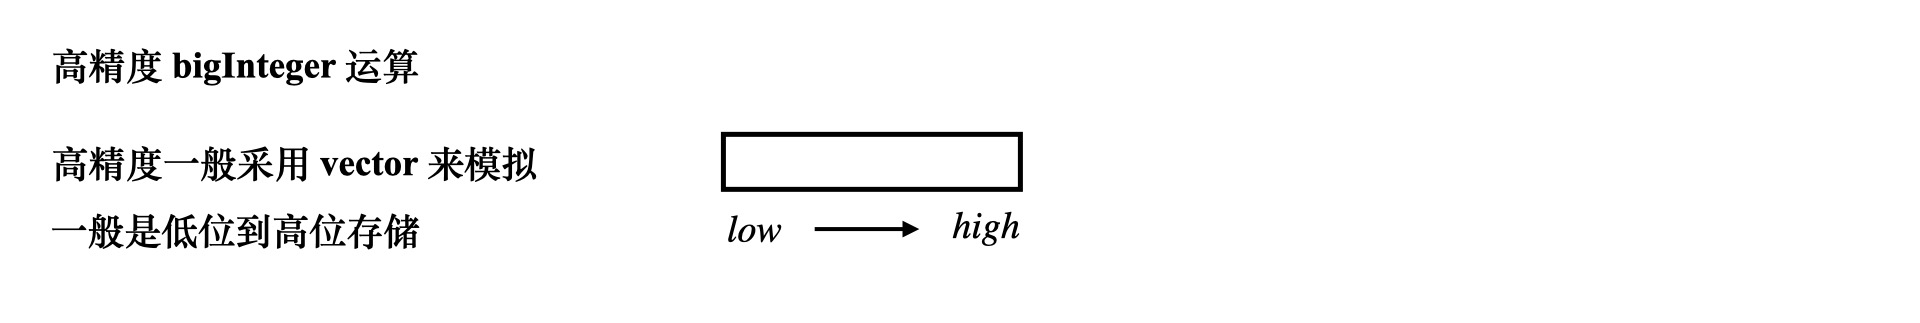 高精度 bigInteger 运算
高精度一般采用 vector 来模拟
一般是低位到高位存储
low high